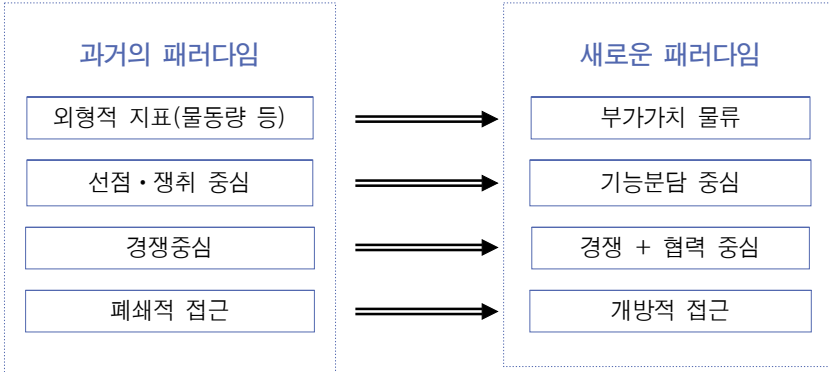 과거의 패러다임
새로운 패러다임
외형적 지표(물동량 등)
부가가치 물류
선점・쟁취 중심
기능분담 중심
경쟁중심
경쟁 + 협력 중심
폐쇄적 접근
개방적 접근